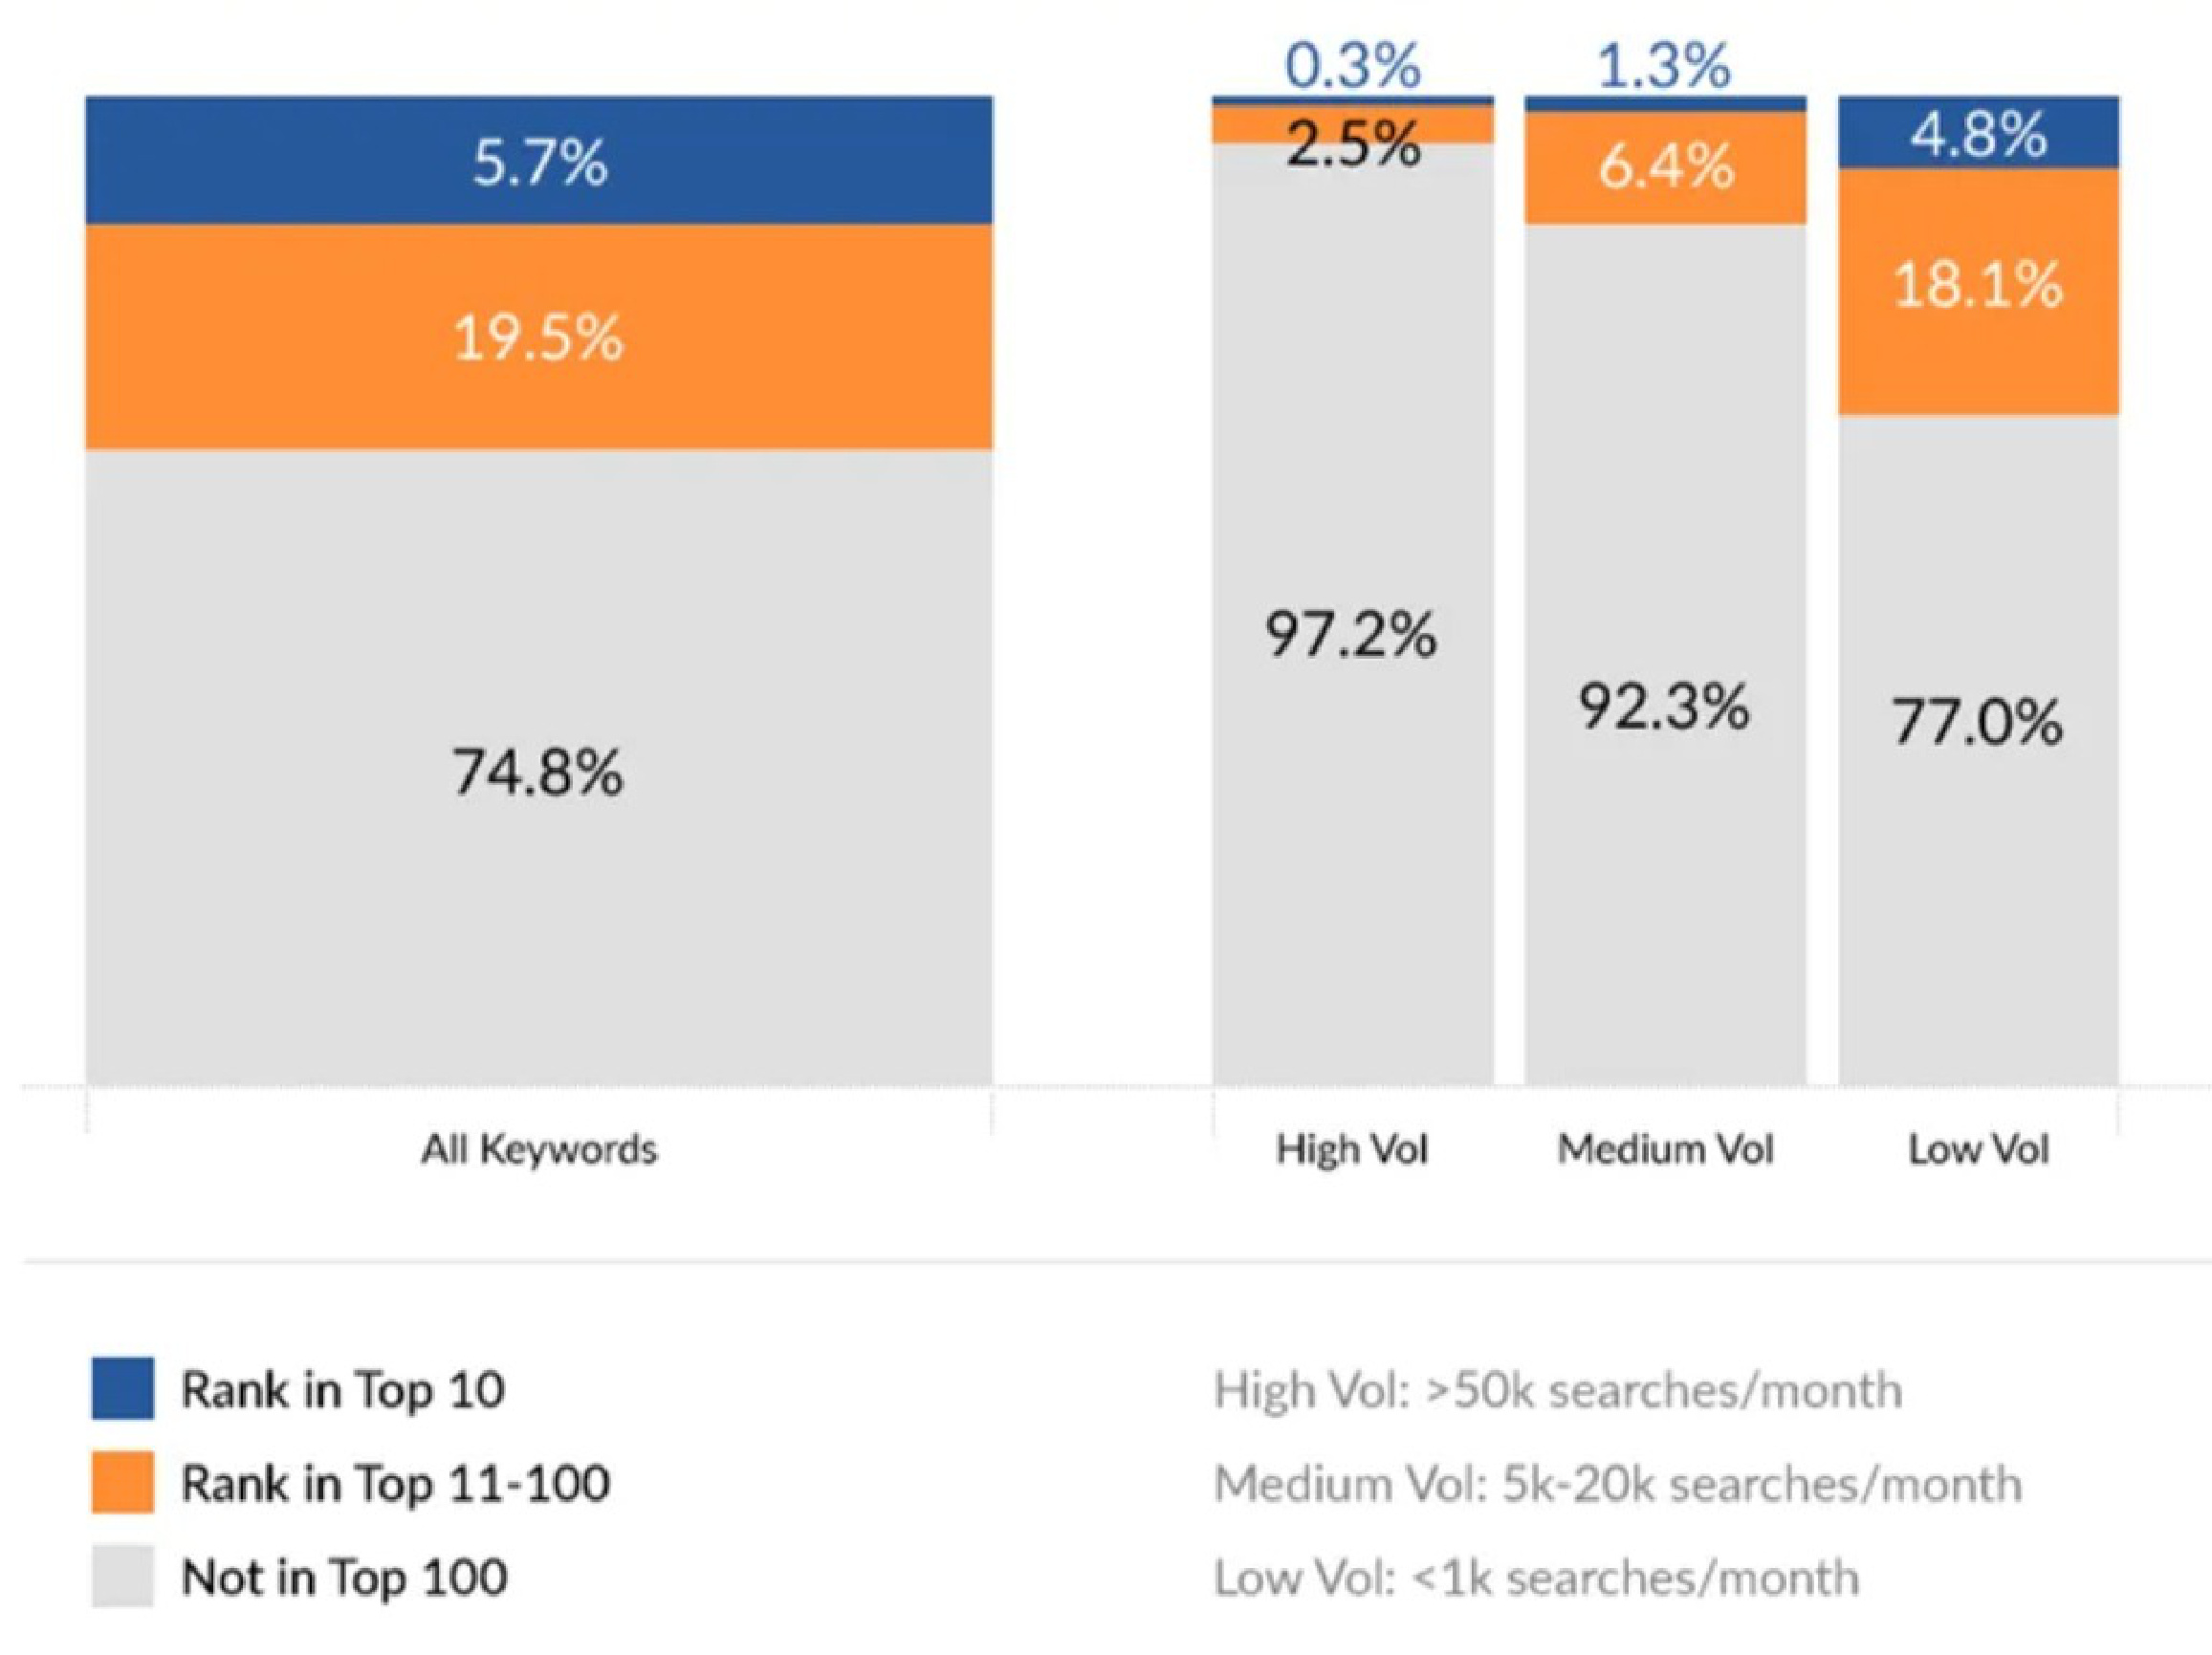 0.3%
1.3%
5.7%
2.5%
6.4%
4.8%
19.5%
18.1%
74.8%
97.2%
92.3%
77.0%
All Keywords
High Vol
Medium Vol
Low Vol
Rank in Top 10
Rank in Top 11-100
Not in Top 100
High Vol: >50k searches/month
Medium Vol: 5k-20k searches/month
Low Vol: <1k searches/month